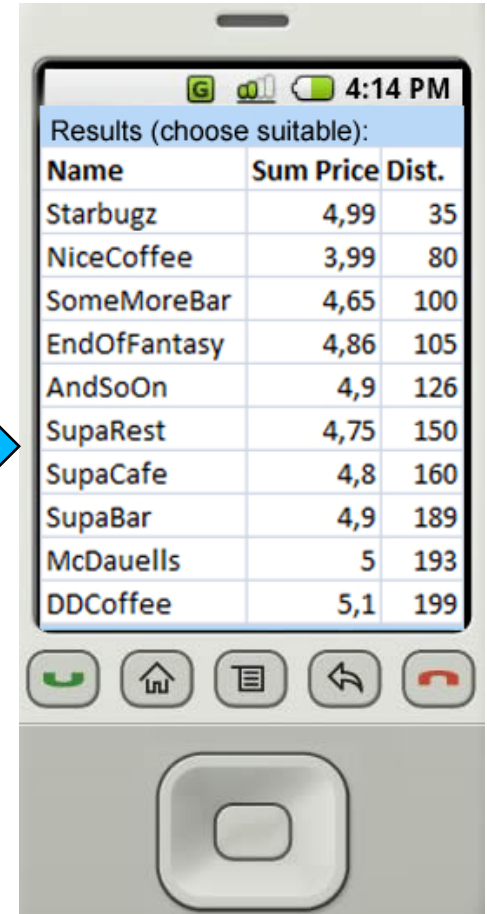 G 4:14 PM
Results (choose suitable):
Name Sum Price Dist.
Starbugz 4,99 35
NiceCoffee 3,99 80
SomeMoreBar 4,65 100
EndOfFantasy 4,86 105
AndSoOn 4,9 126
SupaRest 4,75 150
SupaCafe 4,8 160
SupaBar 4,9 189
McDauells 5 193
DDCoffee 5,1 199